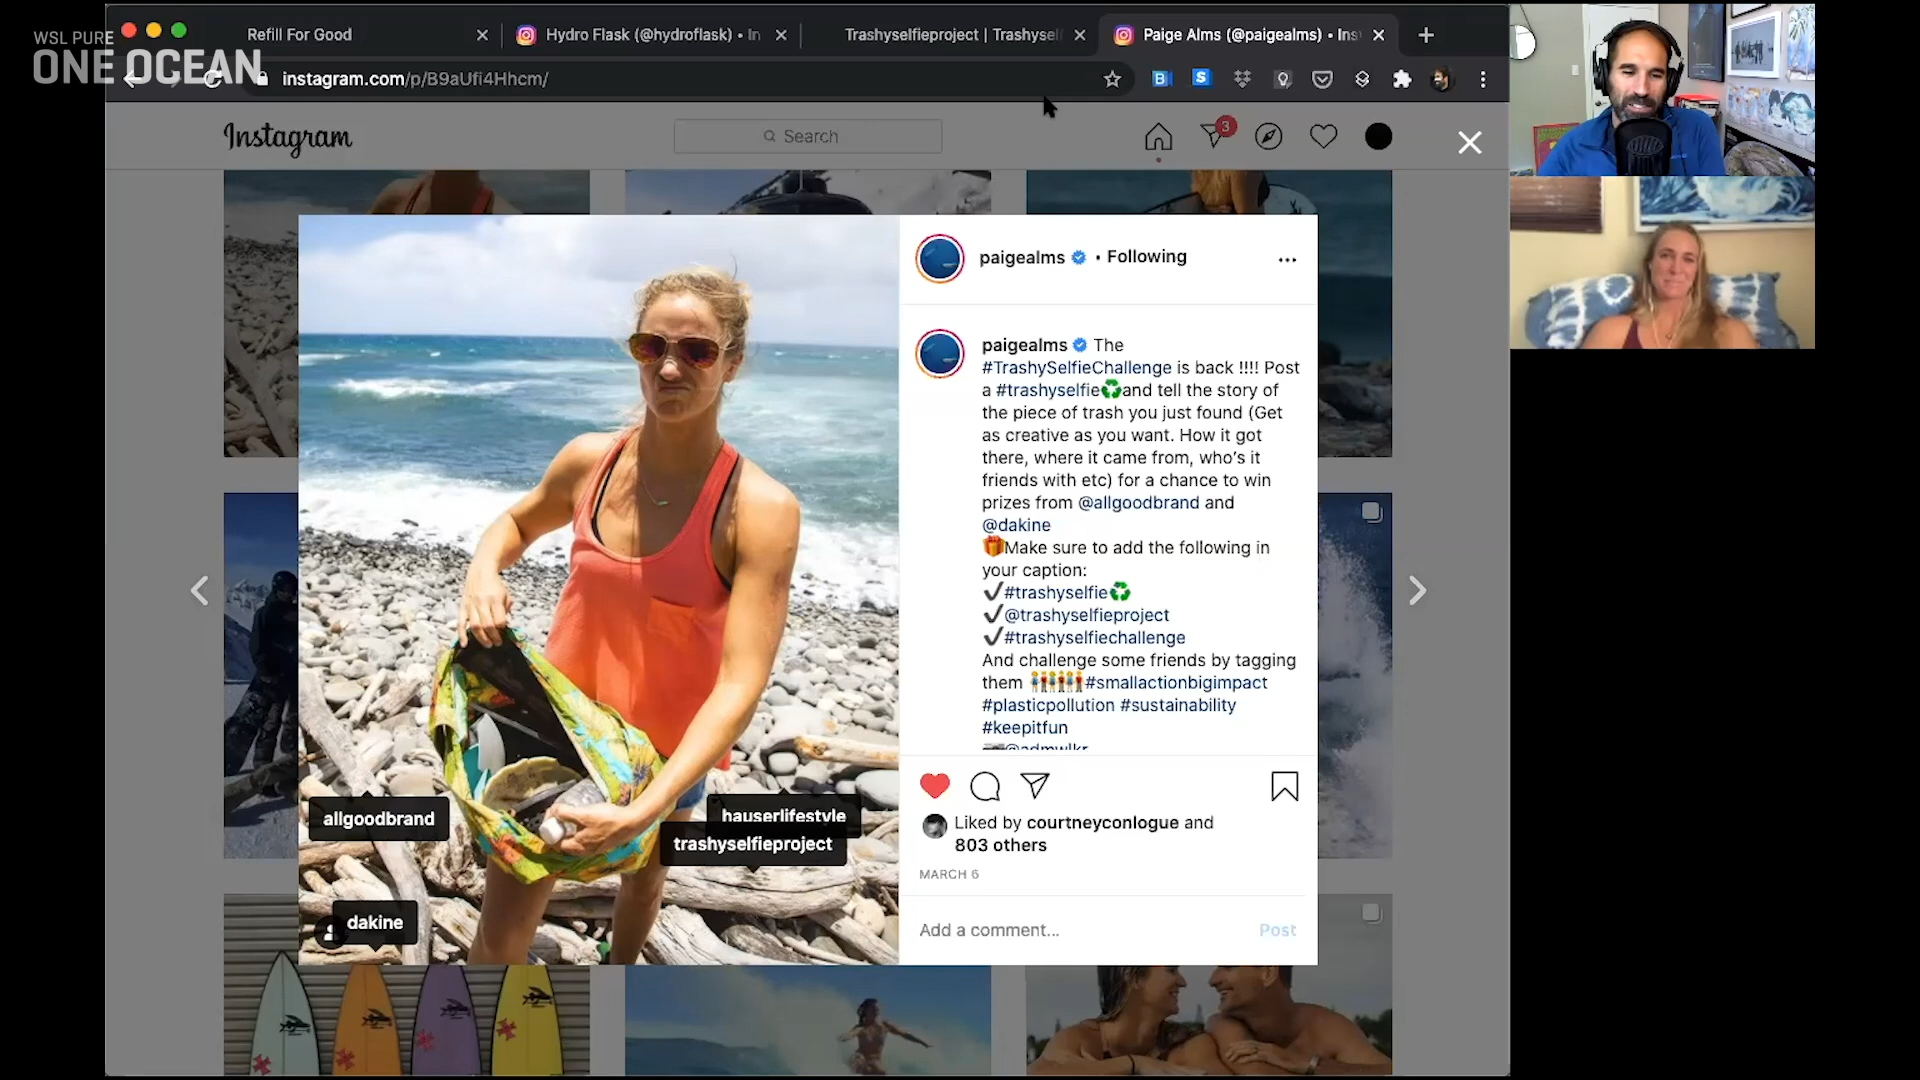 WSL PURE
ONE OCEAN
Refill For Good
Hydro Flask (@hydroflask) • In
Trashyselfieproject | Trashyself
Paige Alms (@paigealms) • Inst
instagram.com/p/B9aUfi4Hhcm/
Instagram
Search
3
paigealms • Following
paigealms The
#TrashySelfieChallenge is back !!!! Post
a #trashyselfie♻and tell the story of
the piece of trash you just found (Get
as creative as you want. How it got
there, where it came from, who's it
friends with etc) for a chance to win
prizes from @allgoodbrand and
@dakine
🎁Make sure to add the following in
your caption:
✔#trashyselfie♻
✔@trashyselfieproject
✔#trashyselfiechallenge
And challenge some friends by tagging
them #smallactionbigimpact
#plasticpollution #sustainability
#keepitfun
@admwlkr
allgoodbrand
hauserlifestyle
trashyselfieproject
dakine
Liked by courtneyconlogue and
803 others
MARCH 6
Add a comment...
Post